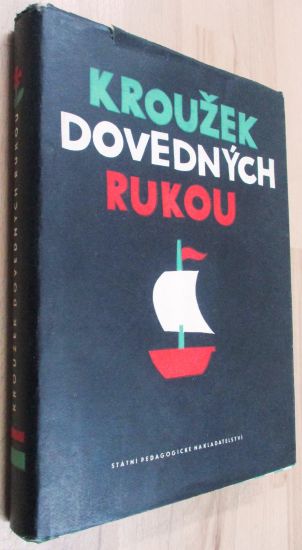 KROUŽEK
DOVEDNÝCH
RUKOU
STÁTNÍ PEDAGOGICKÉ NAKLADATELSTVÍ
KROUŽEK DOVEDNÝCH RUKOU